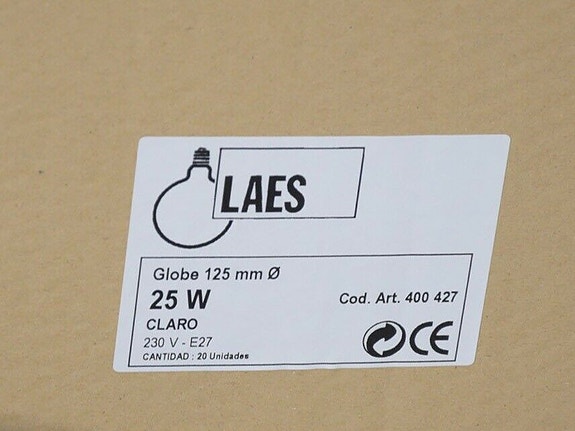 LAES
Globe 125 mm Ø
25 W
Cod. Art. 400 427
CLARO
230 V - E27
CANTIDAD : 20 Unidades
CE